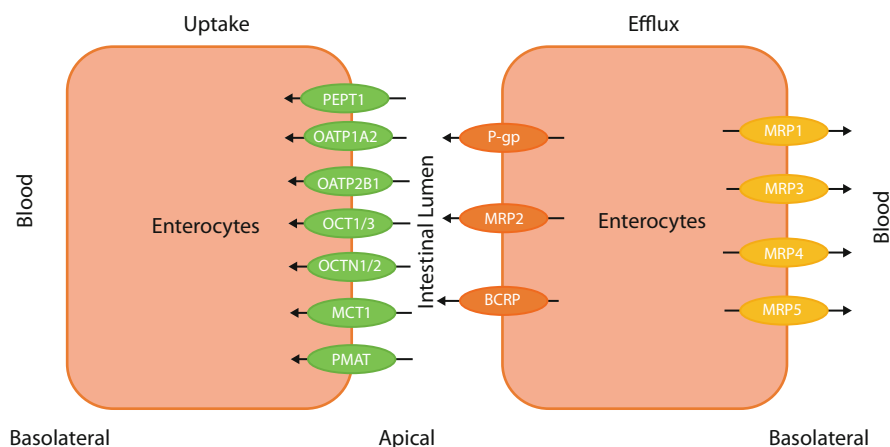 Uptake
Efflux
PEPT1
OATP1A2
OATP2B1
OCT1/3
OCTN1/2
MCT1
PMAT
Blood
Enterocytes
Intestinal Lumen
P-gp
MRP2
BCRP
Enterocytes
MRP1
MRP3
MRP4
MRP5
Blood
Basolateral
Apical
Basolateral